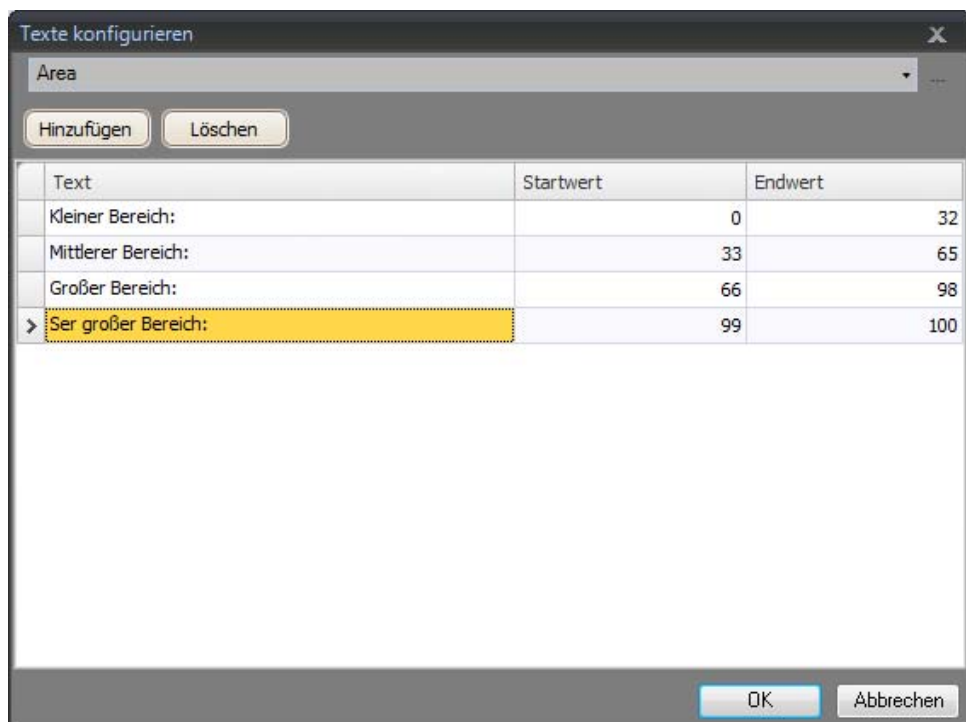 Texte konfigurieren
Area
Hinzufügen Löschen
Text Startwert Endwert
Kleiner Bereich: 0 32
Mittlerer Bereich: 33 65
Großer Bereich: 66 98
Ser großer Bereich: 99 100
OK Abbrechen